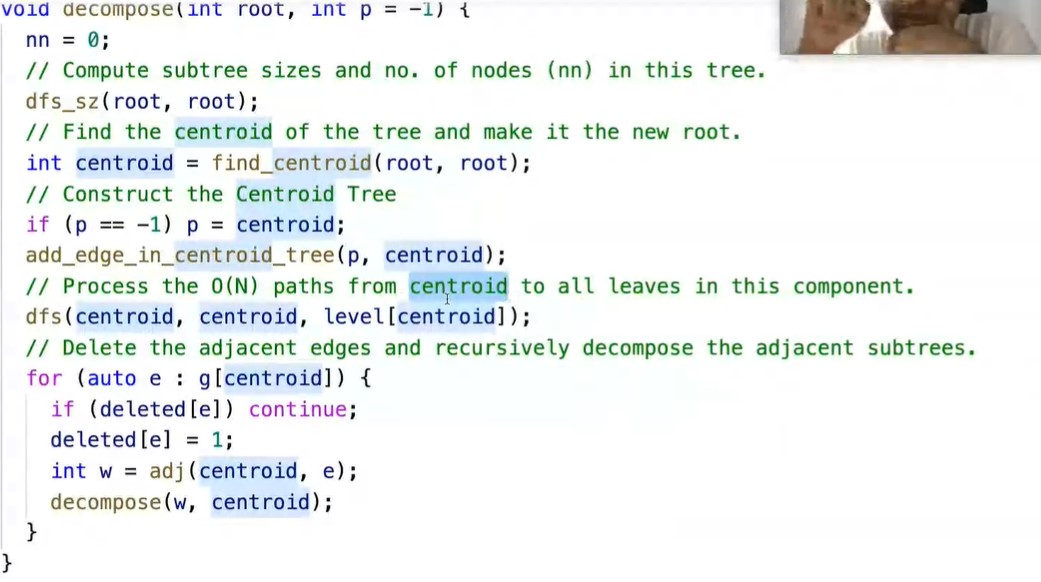 void decompose(int root, int p = -1) {
nn = 0;
// Compute subtree sizes and no. of nodes (nn) in this tree.
dfs_sz(root, root);
// Find the centroid of the tree and make it the new root.
int centroid = find_centroid(root, root);
// Construct the Centroid Tree
if (p == -1) p = centroid;
add_edge_in_centroid_tree(p, centroid);
// Process the O(N) paths from centroid to all leaves in this component.
dfs(centroid, centroid, level[centroid]);
// Delete the adjacent edges and recursively decompose the adjacent subtrees.
for (auto e : g[centroid]) {
if (deleted[e]) continue;
deleted[e] = 1;
int w = adj(centroid, e);
decompose(w, centroid);
}
}